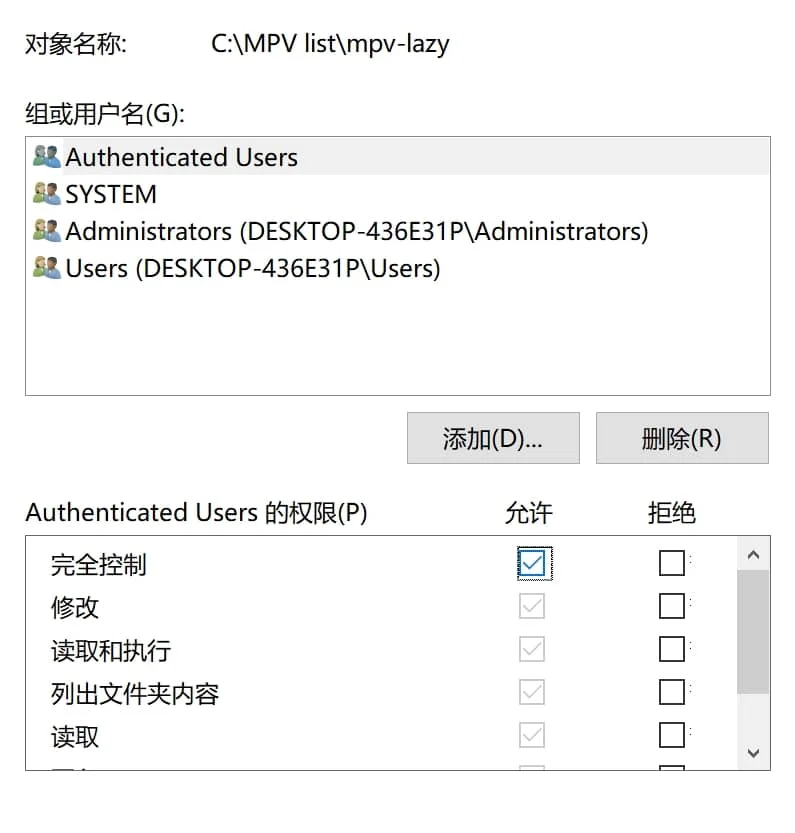 对象名称: C:\MPV list\mpv-lazy
组或用户名(G):
Authenticated Users
SYSTEM
Administrators (DESKTOP-436E31P\Administrators)
Users (DESKTOP-436E31P\Users)
添加(D)... 删除(R)
Authenticated Users 的权限(P) 允许 拒绝
完全控制
修改
读取和执行
列出文件夹内容
读取